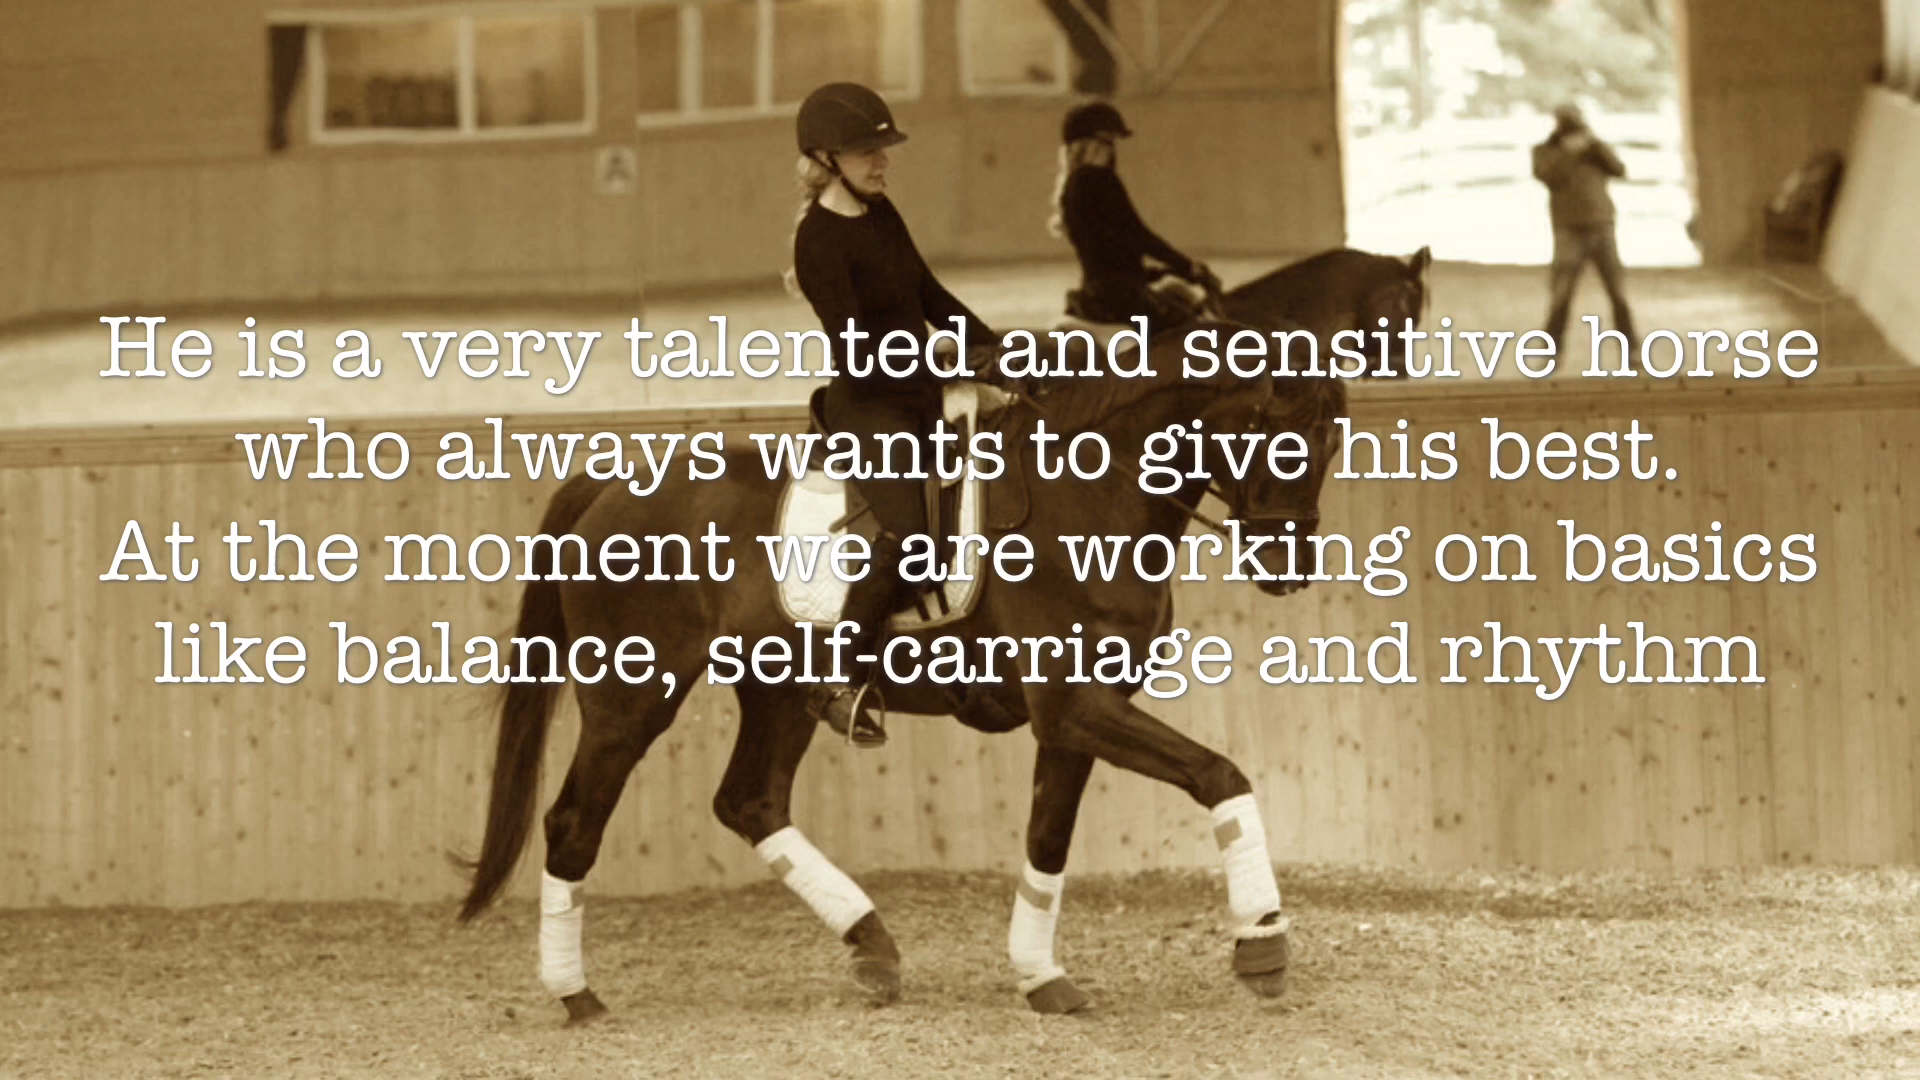 A
He is a very talented and sensitive horse
who always wants to give his best.
At the moment we are working on basics
like balance, self-carriage and rhythm